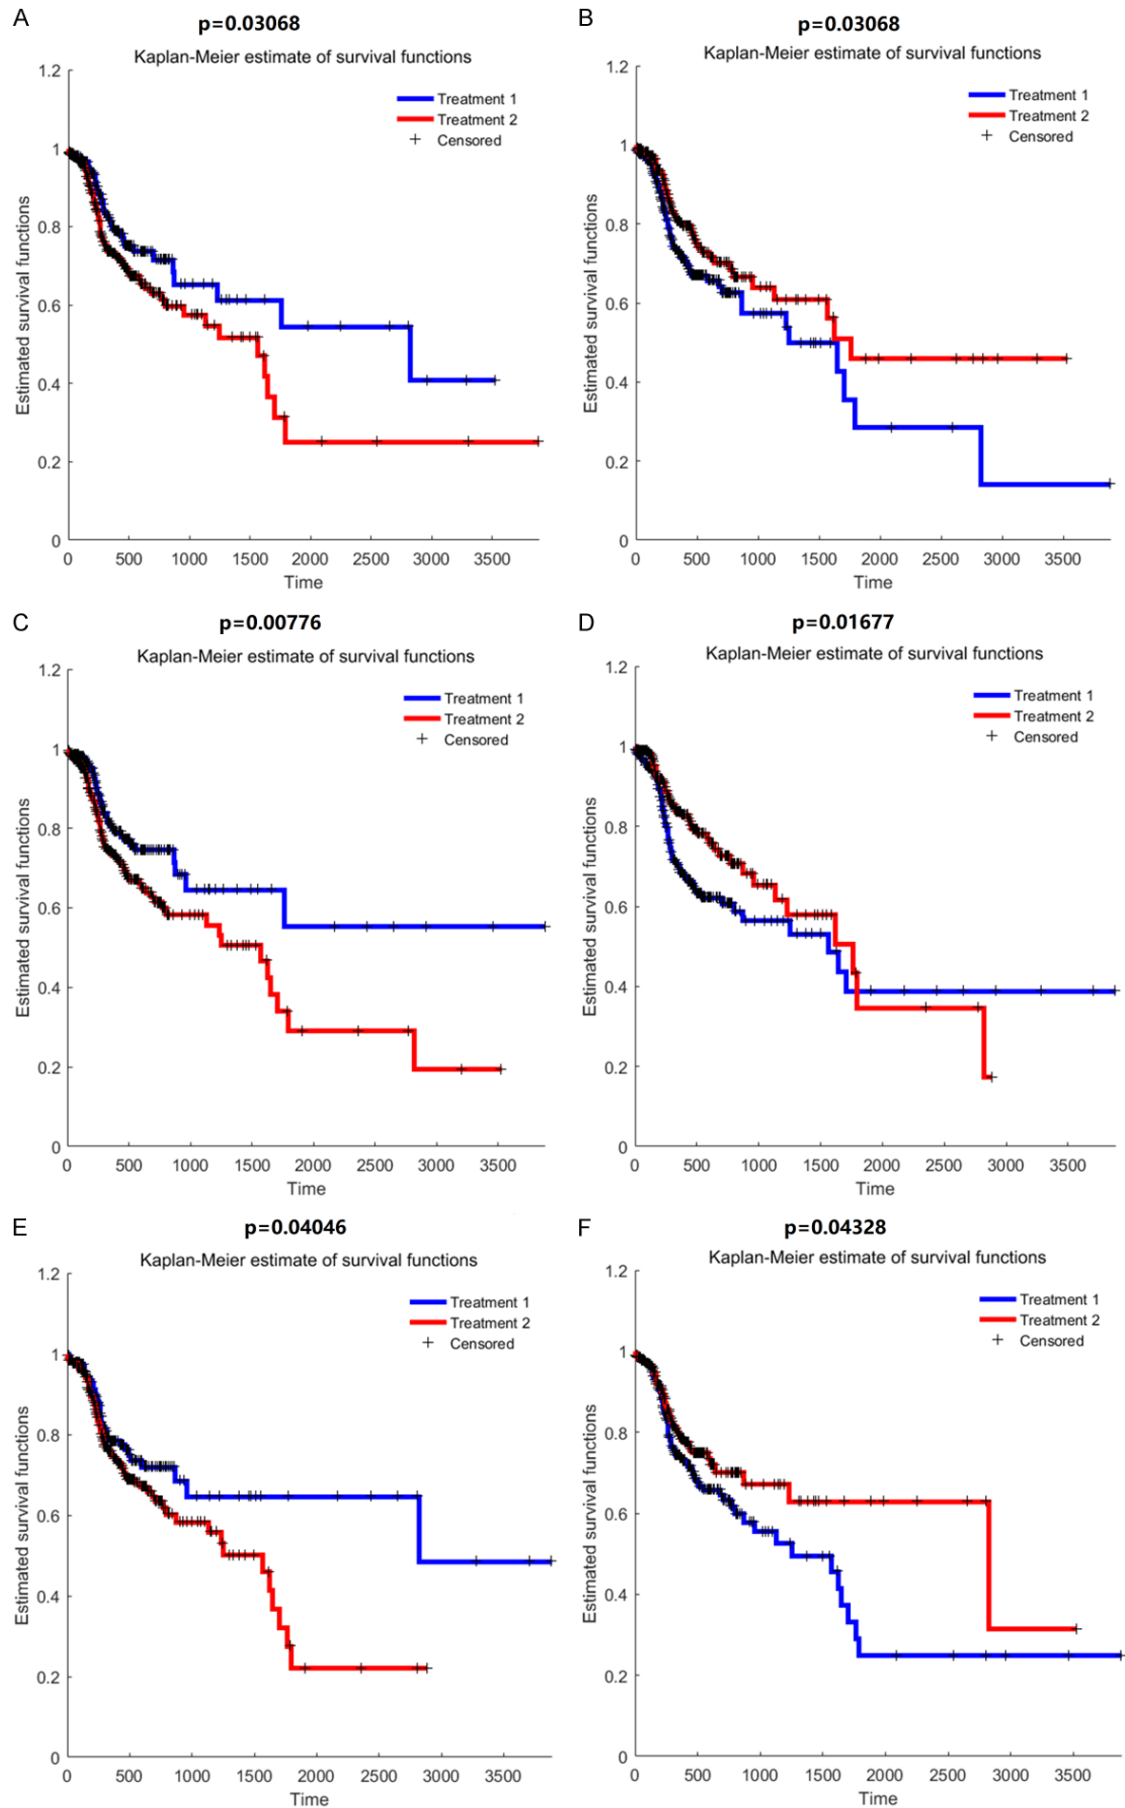 A
p=0.03068
Kaplan-Meier estimate of survival functions
1.2
1
0.8
0.6
0.4
0.2
0
Estimated survival functions
Treatment 1
Treatment 2
Censored
0 500 1000 1500 2000 2500 3000 3500
Time
B
p=0.03068
Kaplan-Meier estimate of survival functions
1.2
1
0.8
0.6
0.4
0.2
0
Estimated survival functions
Treatment 1
Treatment 2
Censored
0 500 1000 1500 2000 2500 3000 3500
Time
C
p=0.00776
Kaplan-Meier estimate of survival functions
1.2
1
0.8
0.6
0.4
0.2
0
Estimated survival functions
Treatment 1
Treatment 2
Censored
0 500 1000 1500 2000 2500 3000 3500
Time
D
p=0.01677
Kaplan-Meier estimate of survival functions
1.2
1
0.8
0.6
0.4
0.2
0
Estimated survival functions
Treatment 1
Treatment 2
Censored
0 500 1000 1500 2000 2500 3000 3500
Time
E
p=0.04046
Kaplan-Meier estimate of survival functions
1.2
1
0.8
0.6
0.4
0.2
0
Estimated survival functions
Treatment 1
Treatment 2
Censored
0 500 1000 1500 2000 2500 3000 3500
Time
F
p=0.04328
Kaplan-Meier estimate of survival functions
1.2
1
0.8
0.6
0.4
0.2
0
Estimated survival functions
Treatment 1
Treatment 2
Censored
0 500 1000 1500 2000 2500 3000 3500
Time